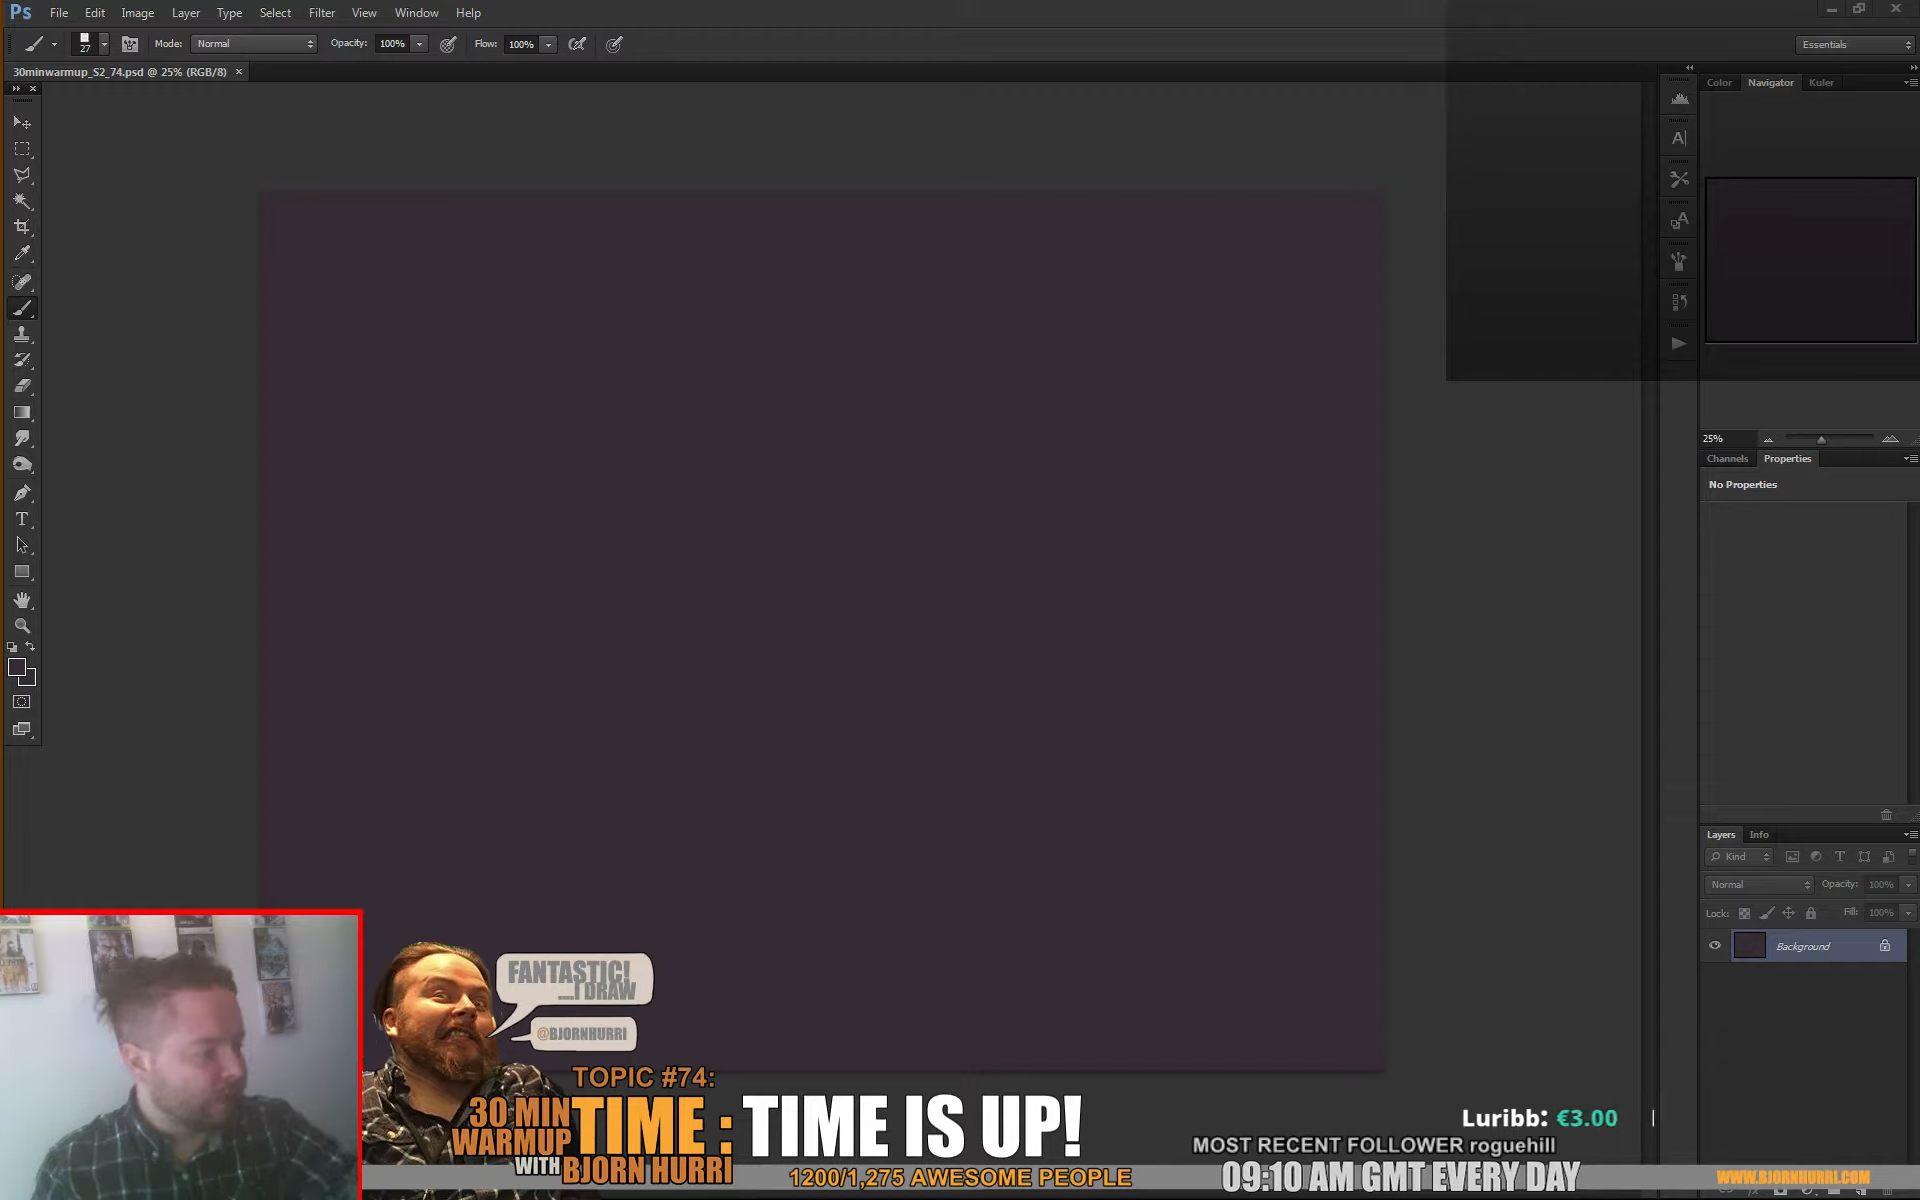 Ps File Edit Image Layer Type Select Filter View Window Help
27 Mode: Normal Opacity: 100% Flow: 100% Essentials
30minwarmup_S2_74.psd @ 25% (RGB/8) ×
Color Navigator Kuler
25%
Channels Properties
No Properties
Layers Info
Kind
Normal Opacity: 100%
Lock: Fill: 100%
Background
FANTASTIC!
....I DRAW
@BJORNHURRI
TOPIC #74:
30 MIN
WARMUP
WITH BJORN HURRI
TIME : TIME IS UP!
1200/1,275 AWESOME PEOPLE
Luribb: €3.00
MOST RECENT FOLLOWER roguehill
09:10 AM GMT EVERY DAY
WWW.BJORNHURRI.COM